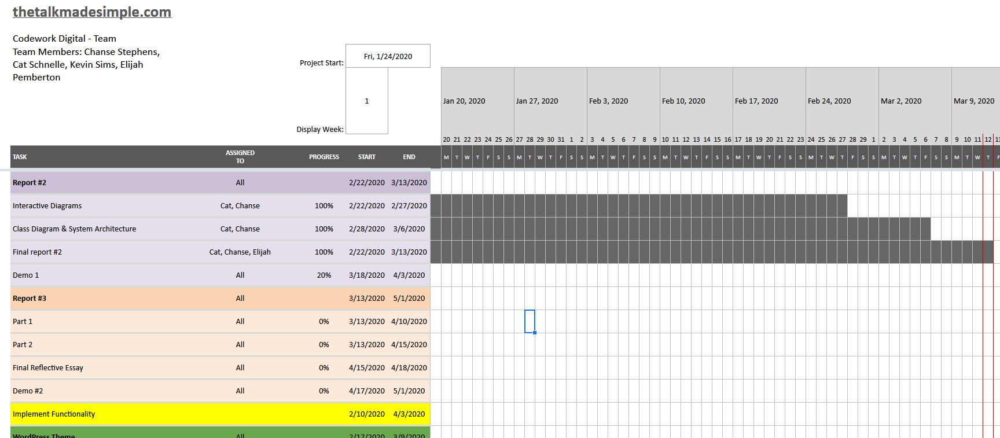 thetalkmadesimple.com
Codework Digital - Team
Team Members: Chanse Stephens,
Cat Schnelle, Kevin Sims, Elijah
Pemberton
Project Start: Fri, 1/24/2020
Display Week: 1
Jan 20, 2020 Jan 27, 2020 Feb 3, 2020 Feb 10, 2020 Feb 17, 2020 Feb 24, 2020 Mar 2, 2020 Mar 9, 2020
20 21 22 23 24 25 26 27 28 29 30 31 1 2 3 4 5 6 7 8 9 10 11 12 13 14 15 16 17 18 19 20 21 22 23 24 25 26 27 28 29 1 2 3 4 5 6 7 8 9 10 11 12 13
TASK ASSIGNED TO PROGRESS START END M T W T F S S M T W T F S S M T W T F S S M T W T F S S M T W T F S S M T W T F S S M T W T F S S M T W T F
Report #2 All 2/22/2020 3/13/2020
Interactive Diagrams Cat, Chanse 100% 2/22/2020 2/27/2020
Class Diagram & System Architecture Cat, Chanse 100% 2/28/2020 3/6/2020
Final report #2 Cat, Chanse, Elijah 100% 2/22/2020 3/13/2020
Demo 1 All 20% 3/18/2020 4/3/2020
Report #3 All 3/13/2020 5/1/2020
Part 1 All 0% 3/13/2020 4/10/2020
Part 2 All 0% 3/13/2020 4/15/2020
Final Reflective Essay All 0% 4/15/2020 4/18/2020
Demo #2 All 0% 4/17/2020 5/1/2020
Implement Functionality 2/10/2020 4/3/2020
WordPress Theme All 2/17/2020 3/9/2020